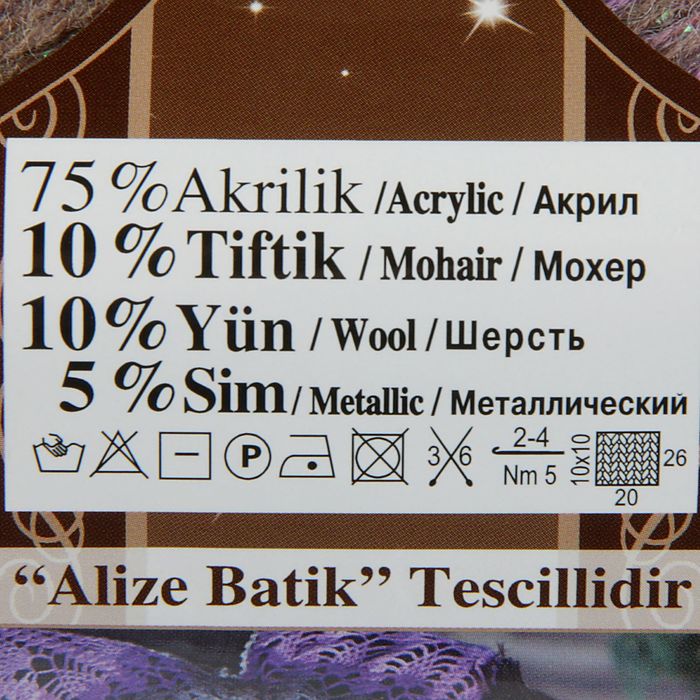 75 % Akrilik / Acrylic / Акрил
10 % Tiftik / Mohair / Мохер
10 % Yün / Wool / Шерсть
5 % Sim / Metallic / Металлический
P 3 6 2-4 Nm 5 10x10 26 20
“Alize Batik” Tescillidir